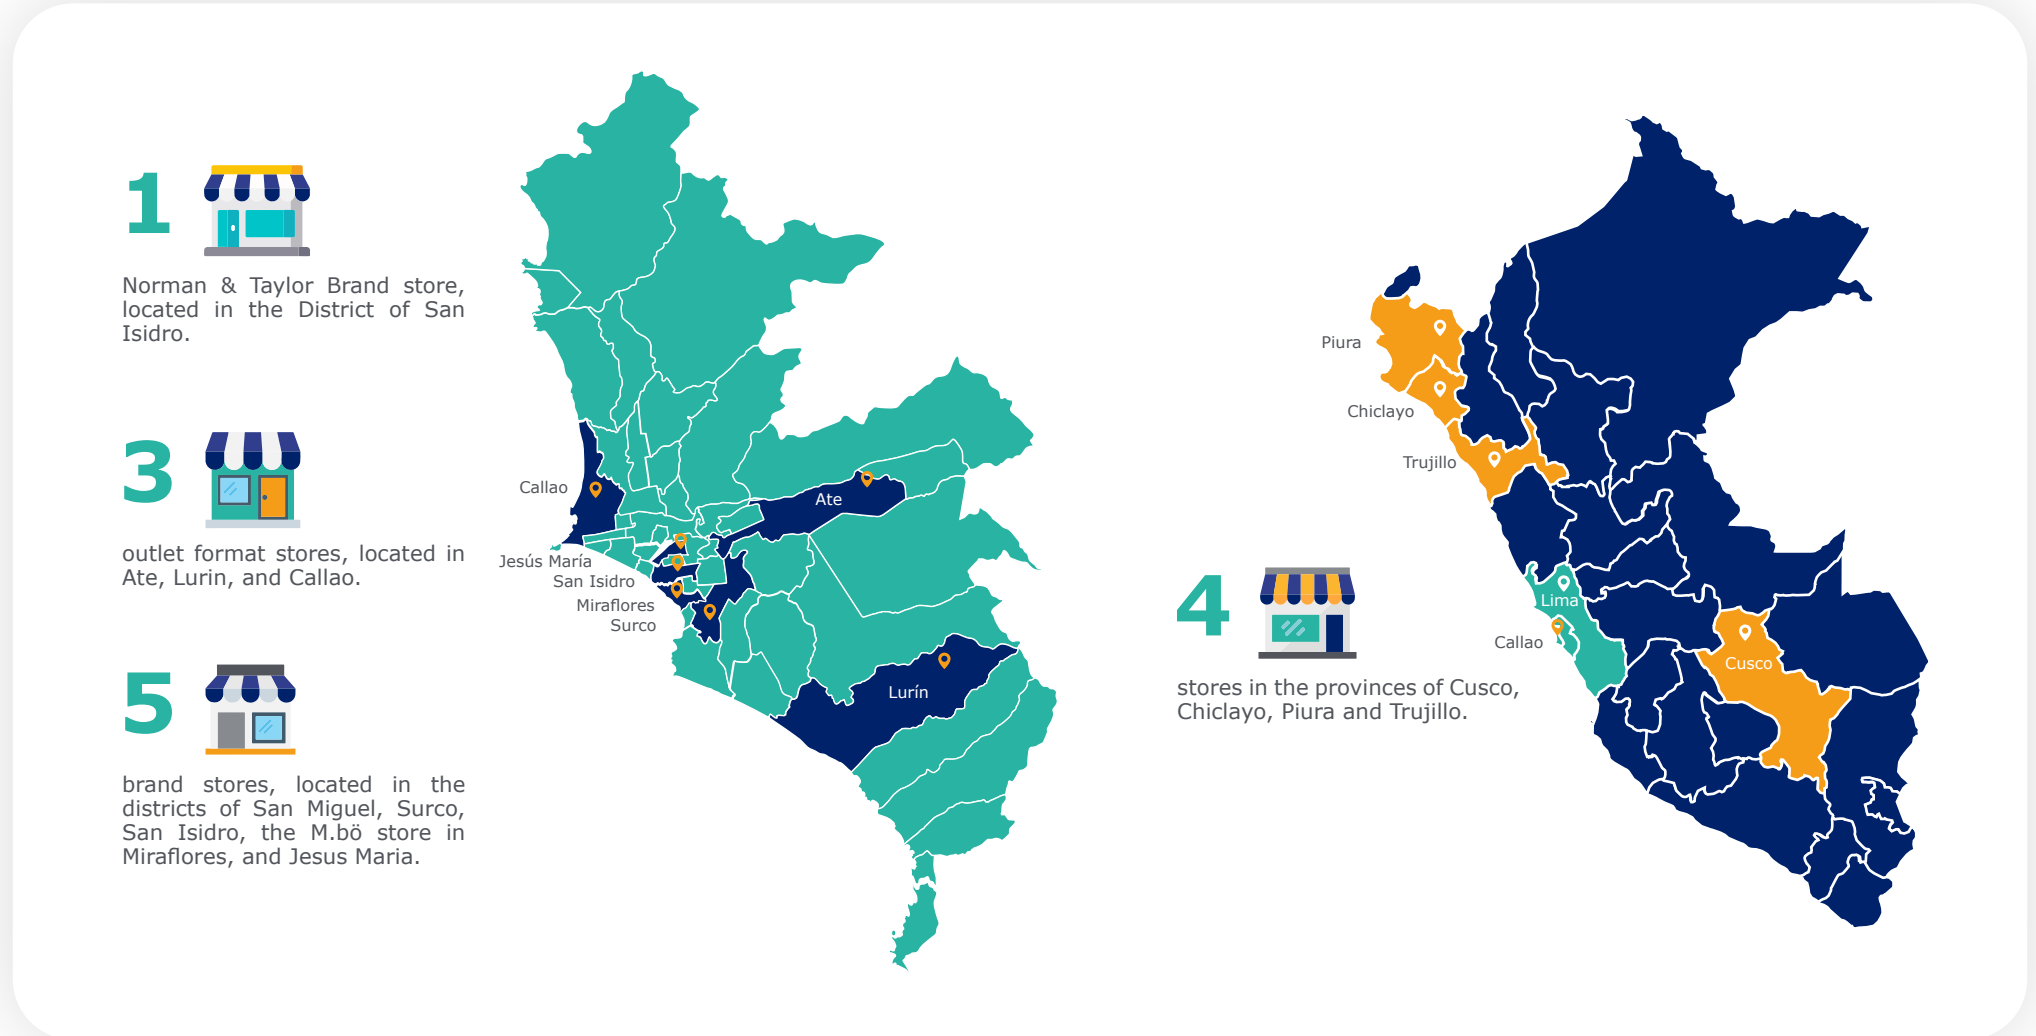 1
Norman & Taylor Brand store,
located in the District of San
Isidro.
3
outlet format stores, located in
Ate, Lurin, and Callao.
5
brand stores, located in the
districts of San Miguel, Surco,
San Isidro, the M.bö store in
Miraflores, and Jesus Maria.
Callao
Ate
Jesús María
San Isidro
Miraflores
Surco
Lurín
4
stores in the provinces of Cusco,
Chiclayo, Piura and Trujillo.
Piura
Chiclayo
Trujillo
Lima
Callao
Cusco